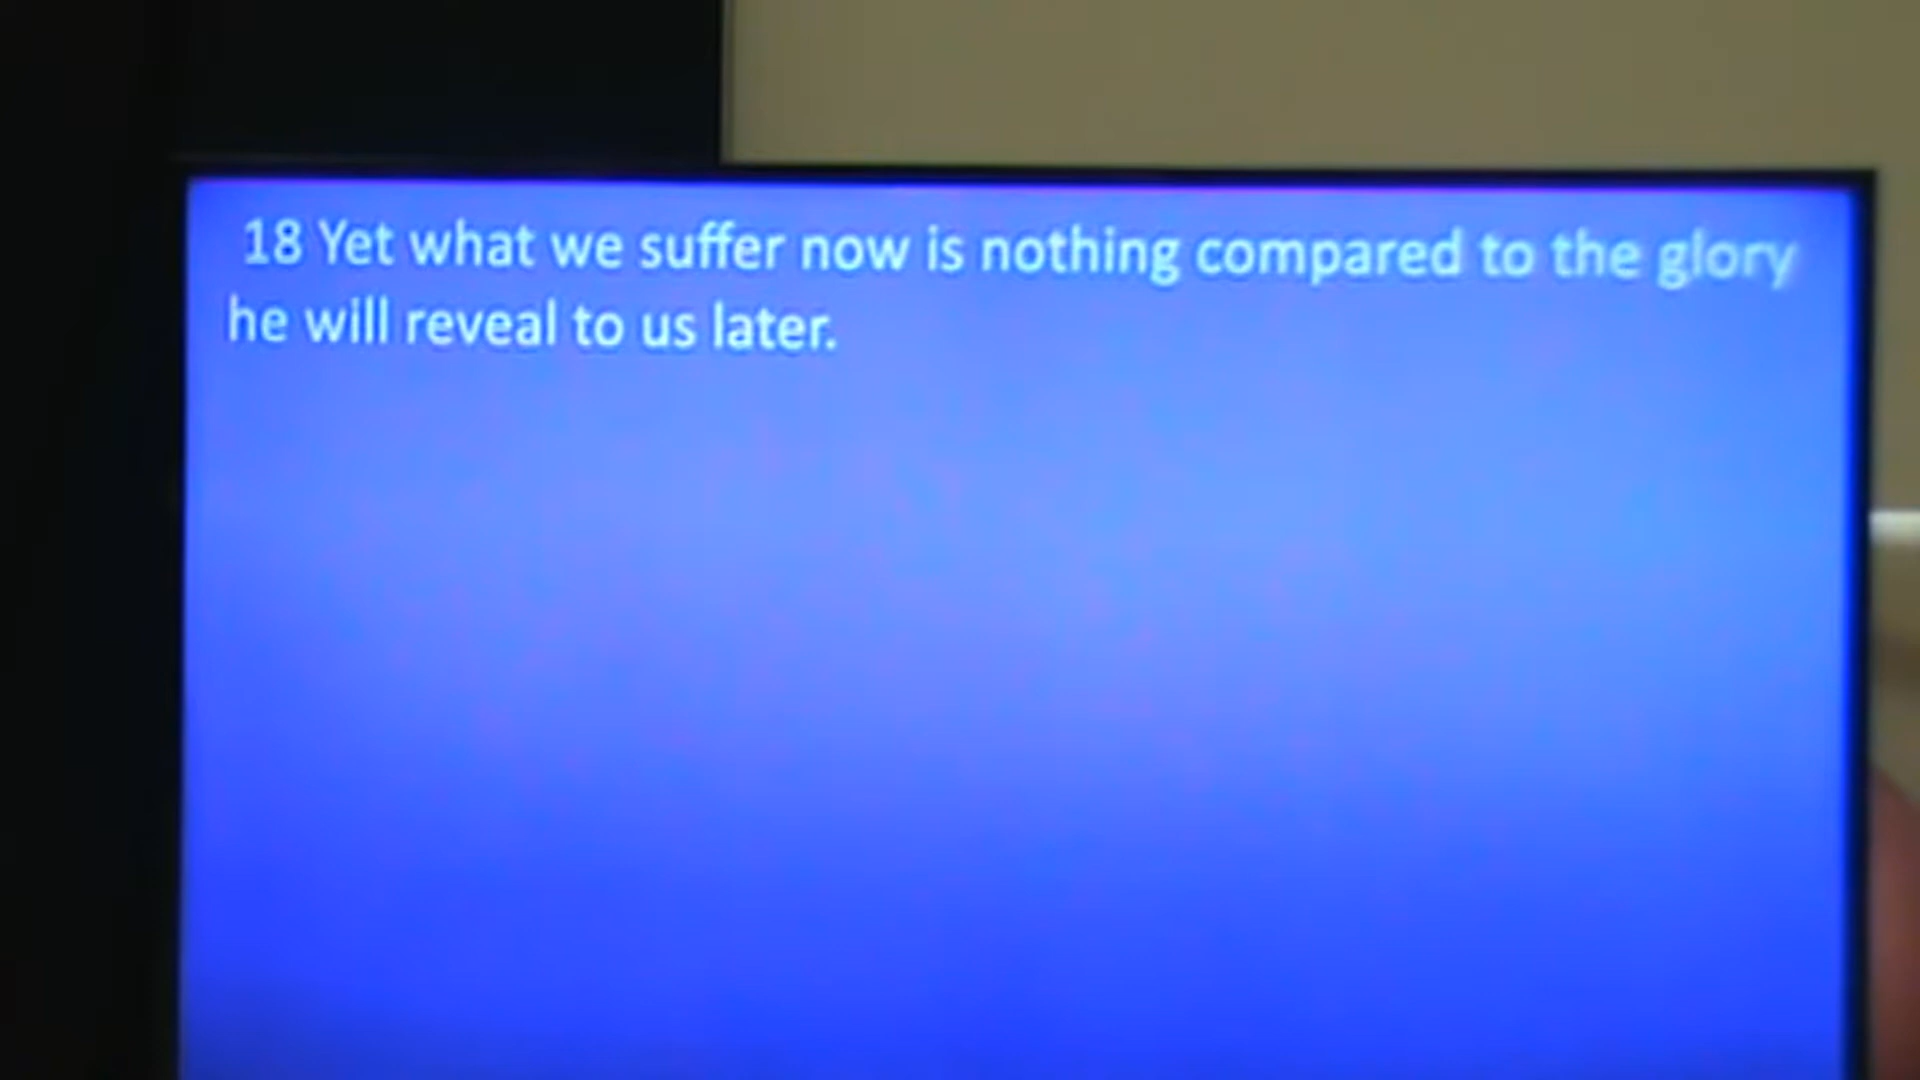 18 Yet what we suffer now is nothing compared to the glory
he will reveal to us later.